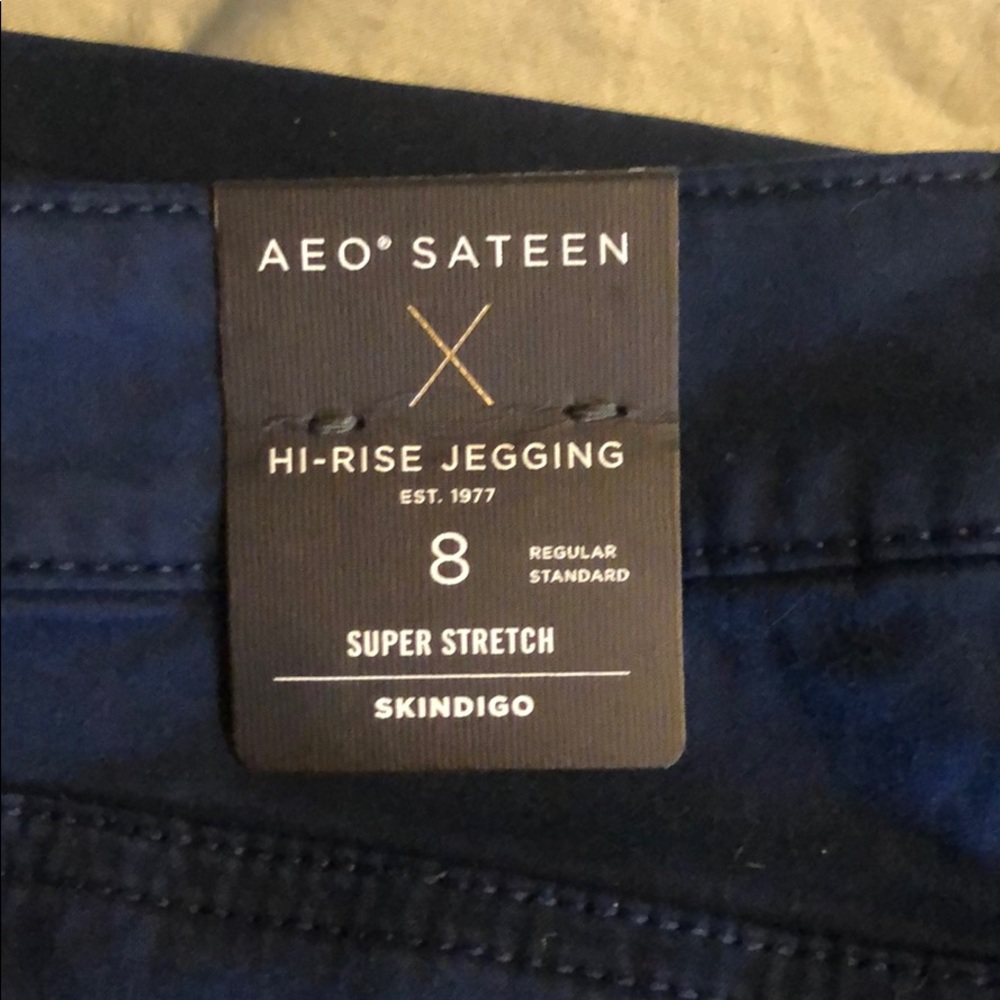 AEO® SATEEN
HI-RISE JEGGING
EST. 1977
8
REGULAR
STANDARD
SUPER STRETCH
SKINDIGO